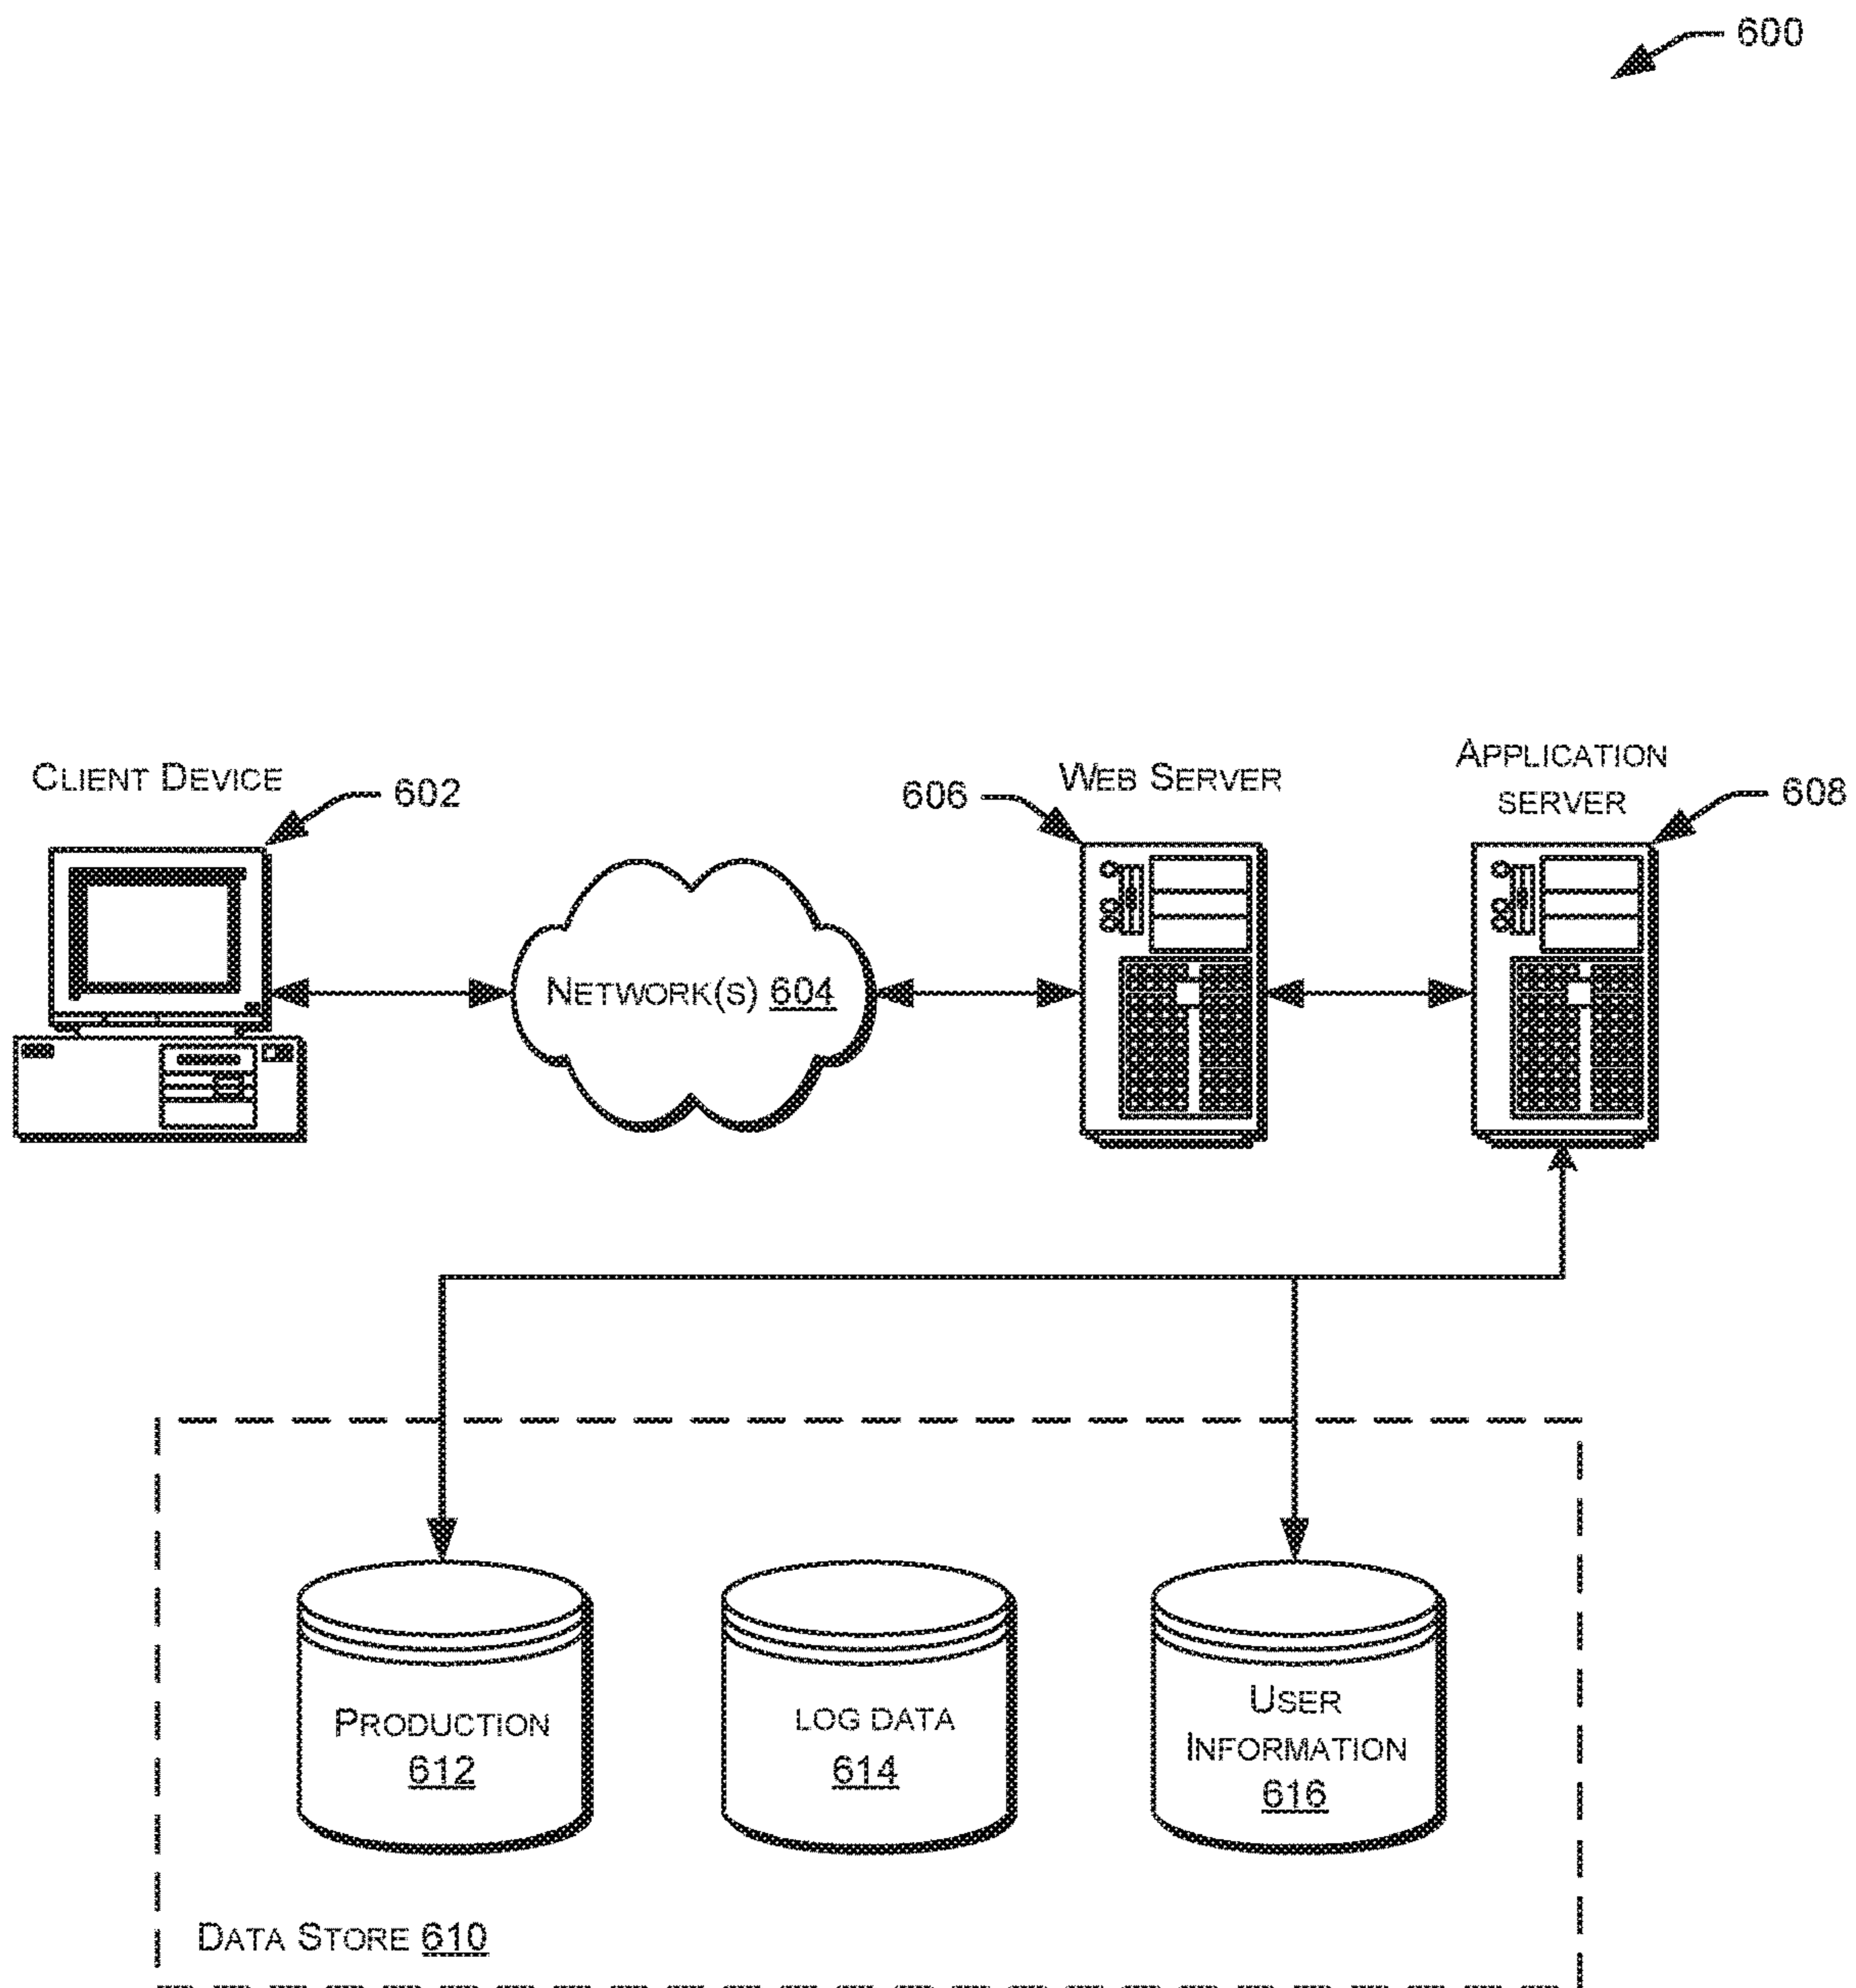 600
CLIENT DEVICE
602
606
WEB SERVER
APPLICATION
SERVER
608
NETWORK(S) 604
PRODUCTION
612
LOG DATA
614
USER
INFORMATION
616
DATA STORE 610